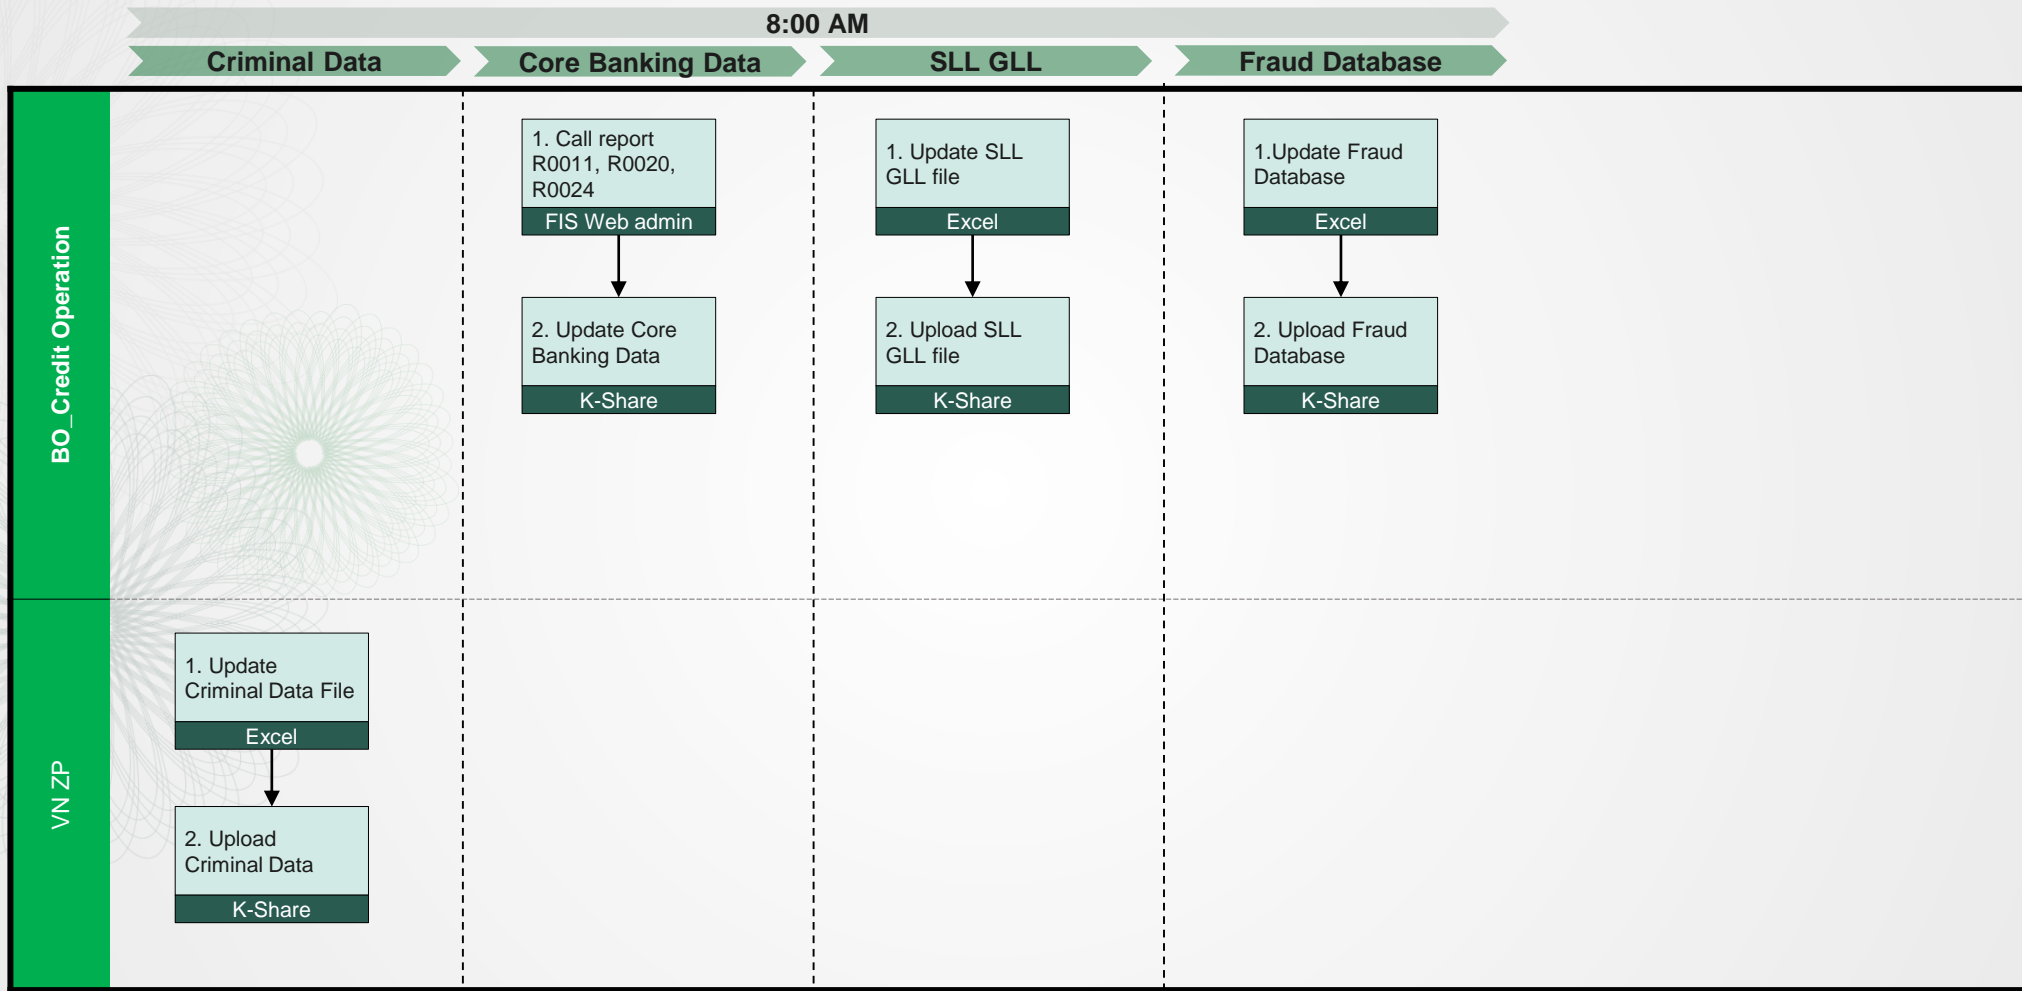 8:00 AM
Criminal Data
Core Banking Data
SLL GLL
Fraud Database
BO_Credit Operation
1. Call report
R0011, R0020,
R0024
FIS Web admin
2. Update Core
Banking Data
K-Share
1. Update SLL
GLL file
Excel
2. Upload SLL
GLL file
K-Share
1.Update Fraud
Database
Excel
2. Upload Fraud
Database
K-Share
VN ZP
1. Update
Criminal Data File
Excel
2. Upload
Criminal Data
K-Share